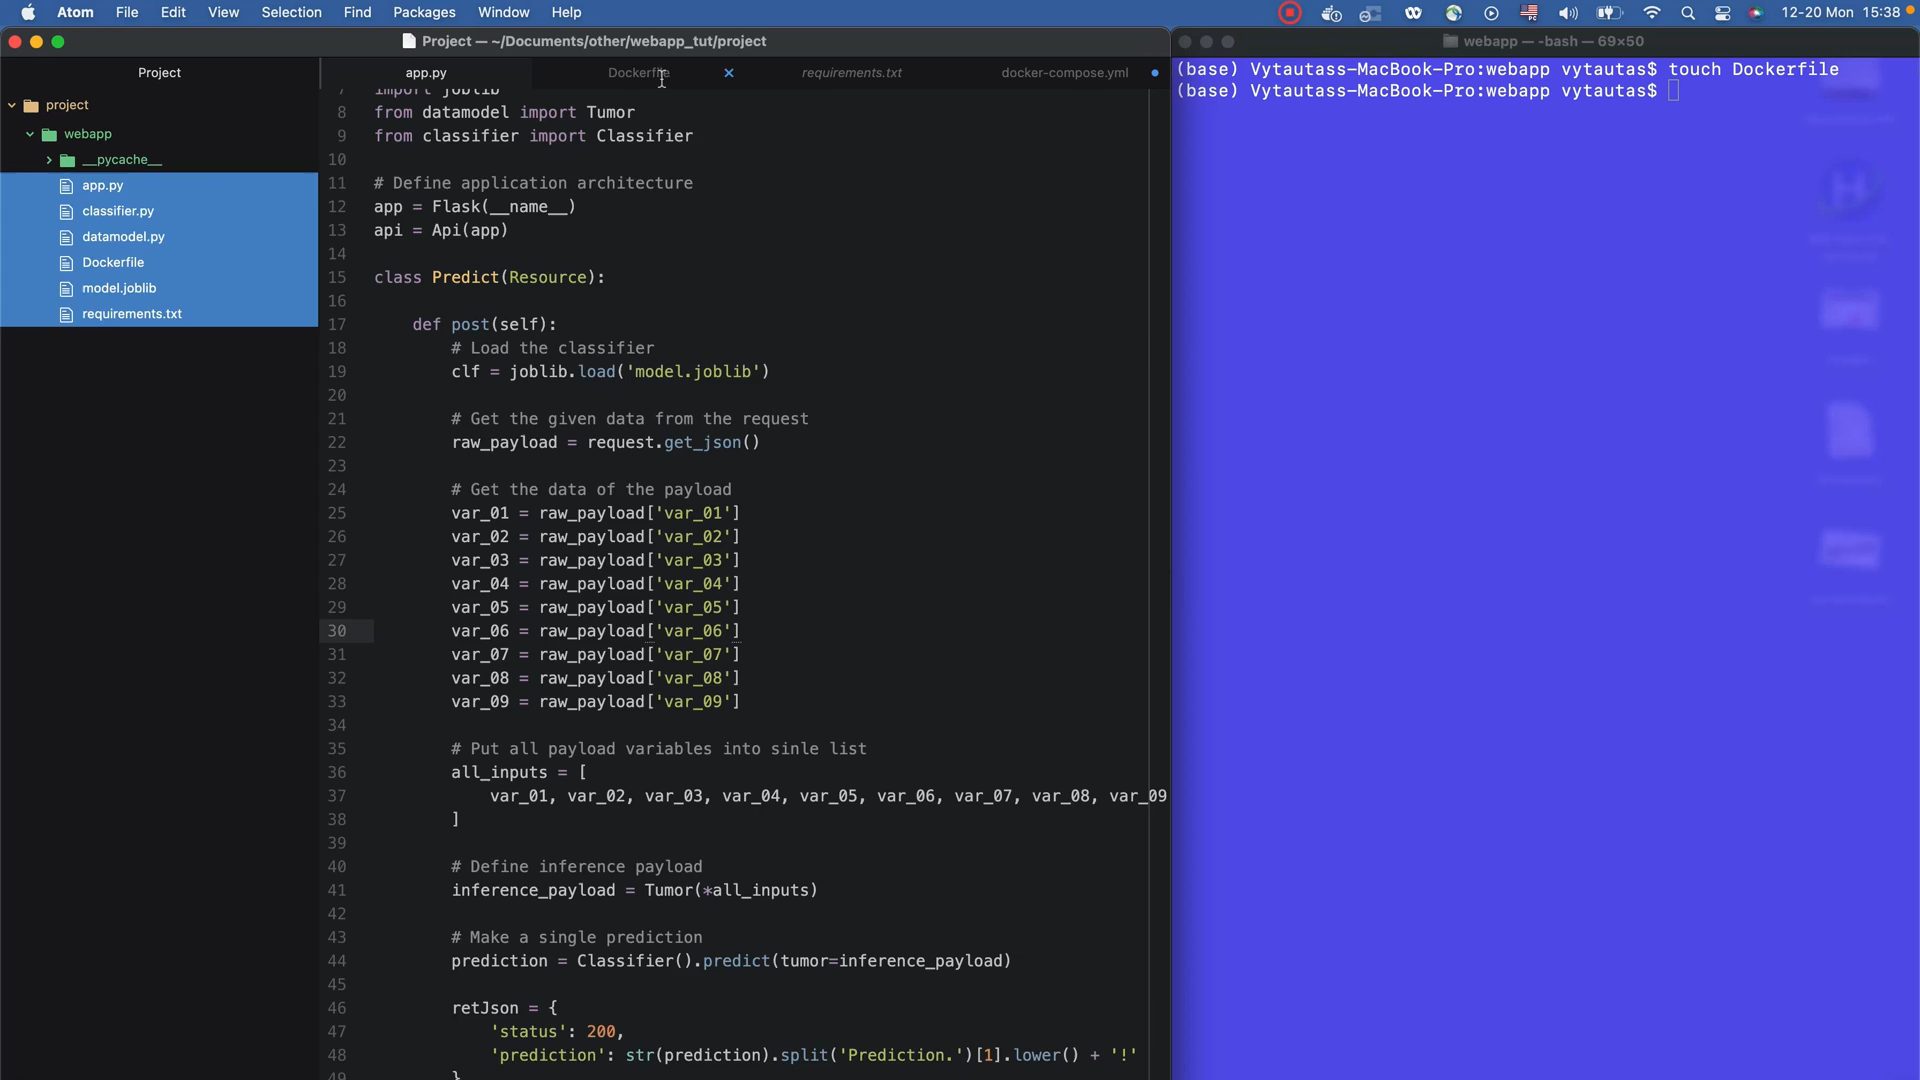 Atom File Edit View Selection Find Packages Window Help 12-20 Mon 15:38
Project — ~/Documents/other/webapp_tut/project
webapp — -bash — 69×50
Project
app.py Dockerfile requirements.txt docker-compose.yml
project
webapp
__pycache__
app.py
classifier.py
datamodel.py
Dockerfile
model.joblib
requirements.txt
7 import joblib
8 from datamodel import Tumor
9 from classifier import Classifier
10
11 # Define application architecture
12 app = Flask(__name__)
13 api = Api(app)
14
15 class Predict(Resource):
16
17 def post(self):
18 # Load the classifier
19 clf = joblib.load('model.joblib')
20
21 # Get the given data from the request
22 raw_payload = request.get_json()
23
24 # Get the data of the payload
25 var_01 = raw_payload['var_01']
26 var_02 = raw_payload['var_02']
27 var_03 = raw_payload['var_03']
28 var_04 = raw_payload['var_04']
29 var_05 = raw_payload['var_05']
30 var_06 = raw_payload['var_06']
31 var_07 = raw_payload['var_07']
32 var_08 = raw_payload['var_08']
33 var_09 = raw_payload['var_09']
34
35 # Put all payload variables into sinle list
36 all_inputs = [
37 var_01, var_02, var_03, var_04, var_05, var_06, var_07, var_08, var_09
38 ]
39
40 # Define inference payload
41 inference_payload = Tumor(*all_inputs)
42
43 # Make a single prediction
44 prediction = Classifier().predict(tumor=inference_payload)
45
46 retJson = {
47 'status': 200,
48 'prediction': str(prediction).split('Prediction.')[1].lower() + '!'
49 }
(base) Vytautass-MacBook-Pro:webapp vytautas$ touch Dockerfile
(base) Vytautass-MacBook-Pro:webapp vytautas$